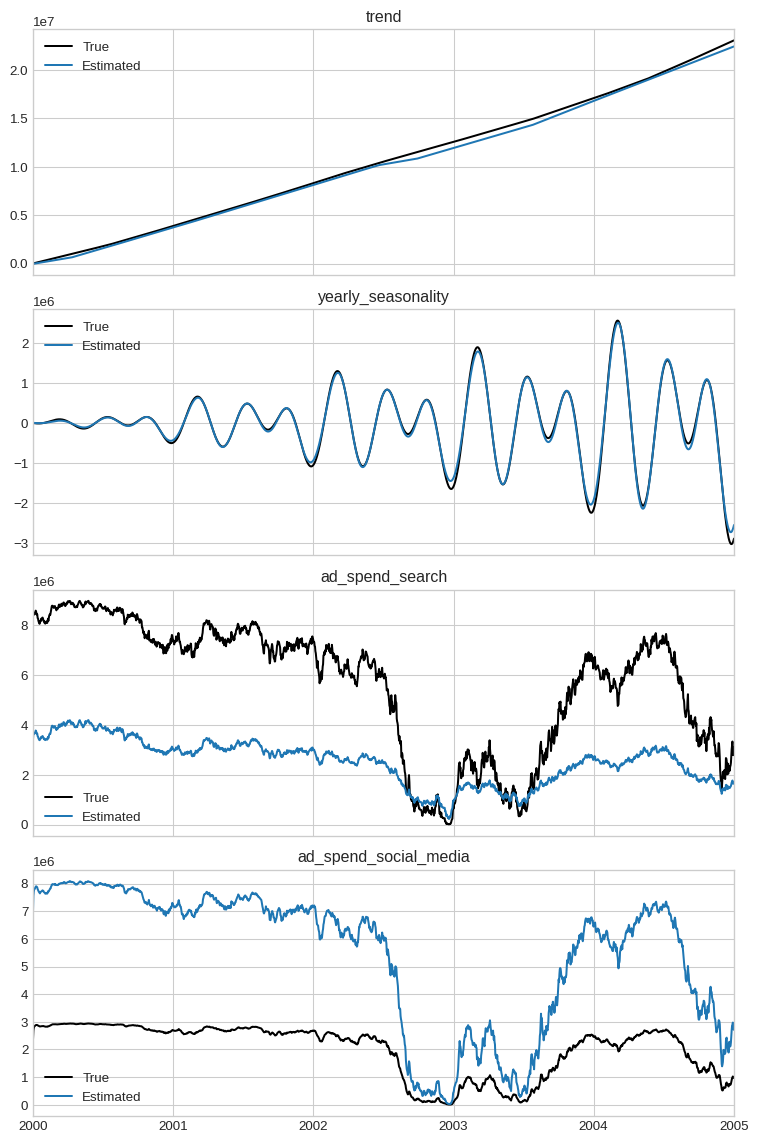 trend
1e7
True
Estimated
2.0
1.5
1.0
0.5
0.0
yearly_seasonality
1e6
True
Estimated
2
1
0
−1
−2
−3
ad_spend_search
1e6
8
6
4
2
0
True
Estimated
ad_spend_social_media
1e6
8
7
6
5
4
3
2
1
0
True
Estimated
2000 2001 2002 2003 2004 2005